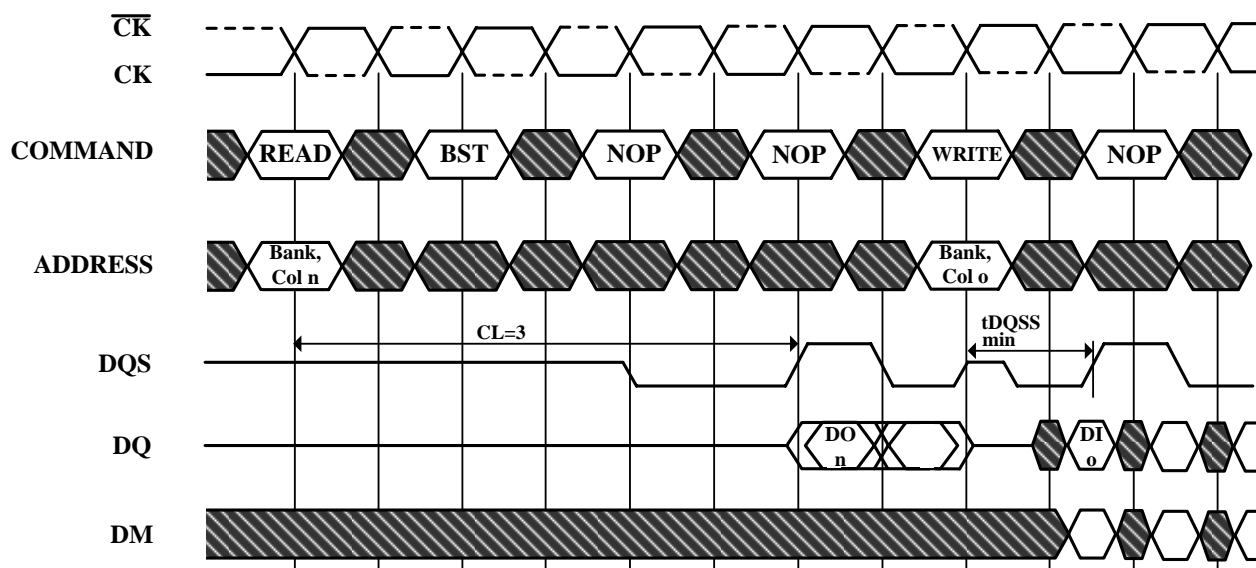 CK
CK
COMMAND
READ
BST
NOP
NOP
WRITE
NOP
ADDRESS
Bank,
Col n
Bank,
Col o
DQS
CL=3
tDQSS
min
DQ
DO
n
DI
o
DM